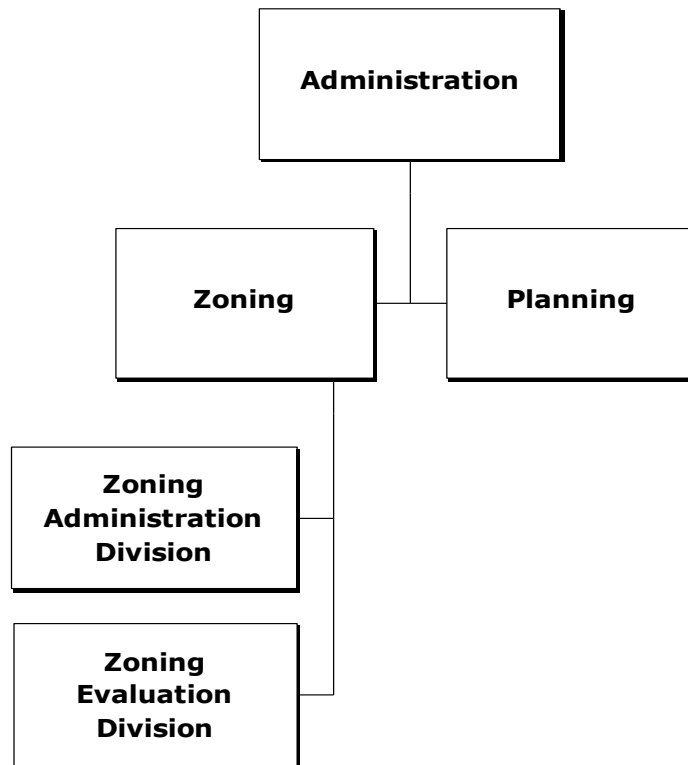 Administration
Zoning
Planning
Zoning
Administration
Division
Zoning
Evaluation
Division